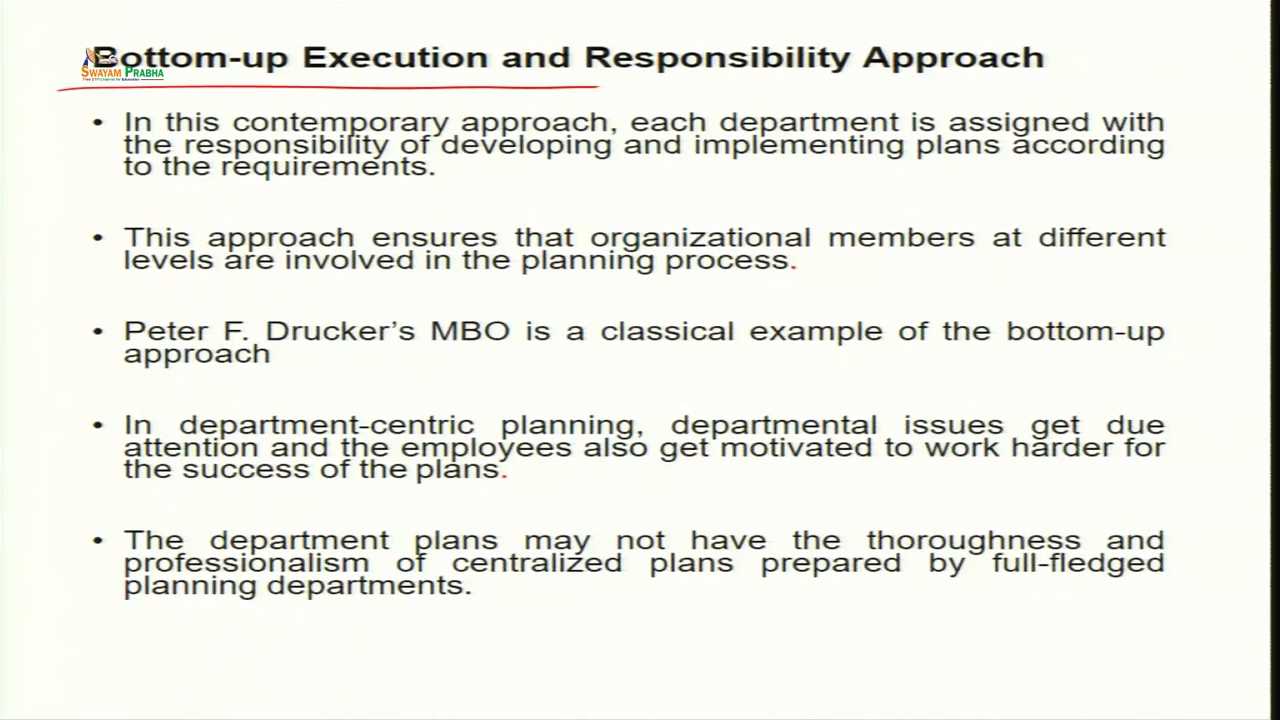 Bottom-up Execution and Responsibility Approach
SWAYAM PRABHA
• In this contemporary approach, each department is assigned with
the responsibility of developing and implementing plans according
to the requirements.
• This approach ensures that organizational members at different
levels are involved in the planning process.
• Peter F. Drucker’s MBO is a classical example of the bottom-up
approach
• In department-centric planning, departmental issues get due
attention and the employees also get motivated to work harder for
the success of the plans.
• The department plans may not have the thoroughness and
professionalism of centralized plans prepared by full-fledged
planning departments.